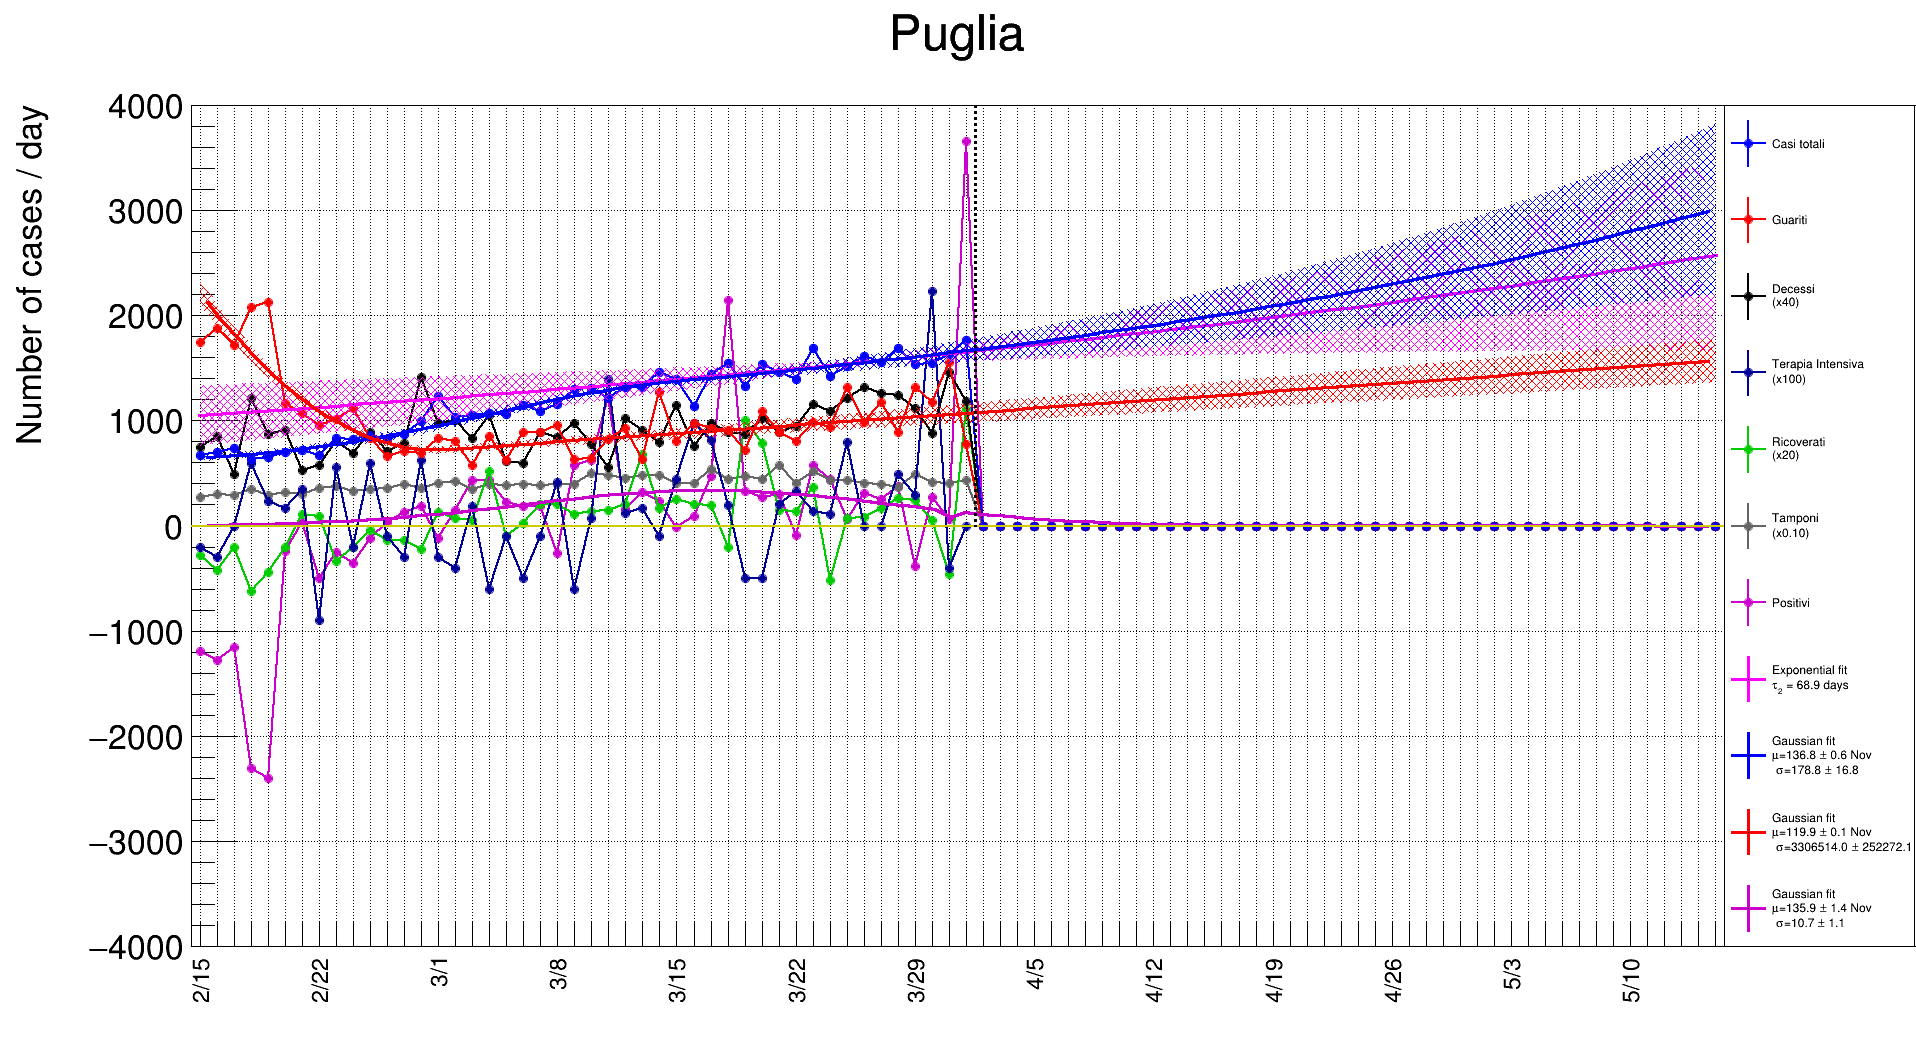 Puglia
Number of cases / day
4000
3000
2000
1000
0
−1000
−2000
−3000
−4000
2/15
2/22
3/1
3/8
3/15
3/22
3/29
4/5
4/12
4/19
4/26
5/3
5/10
Casi totali
Guariti
Decessi
(x40)
Terapia Intensiva
(x100)
Ricoverati
(x20)
Tamponi
(x0.10)
Positivi
Exponential fit
τ2 = 68.9 days
Gaussian fit
μ=136.8 ± 0.6 Nov
σ=178.8 ± 16.8
Gaussian fit
μ=119.9 ± 0.1 Nov
σ=3306514.0 ± 252272.1
Gaussian fit
μ=135.9 ± 1.4 Nov
σ=10.7 ± 1.1